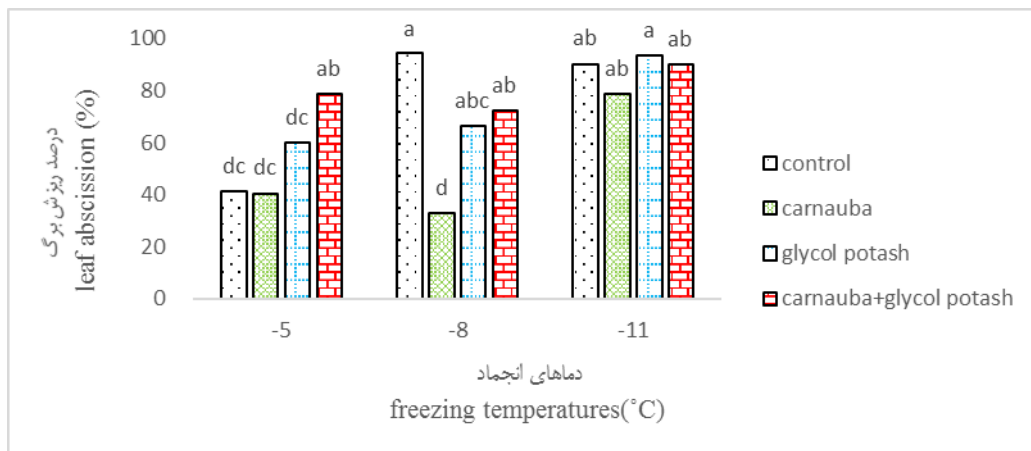 درصد ریزش برگ
leaf abscission (%)
100
80
60
40
20
0
dc
dc
dc
ab
a
d
abc
ab
ab
ab
a
ab
-5
-8
-11
دماهای انجماد
freezing temperatures(˚C)
control
carnauba
glycol potash
carnauba+glycol potash